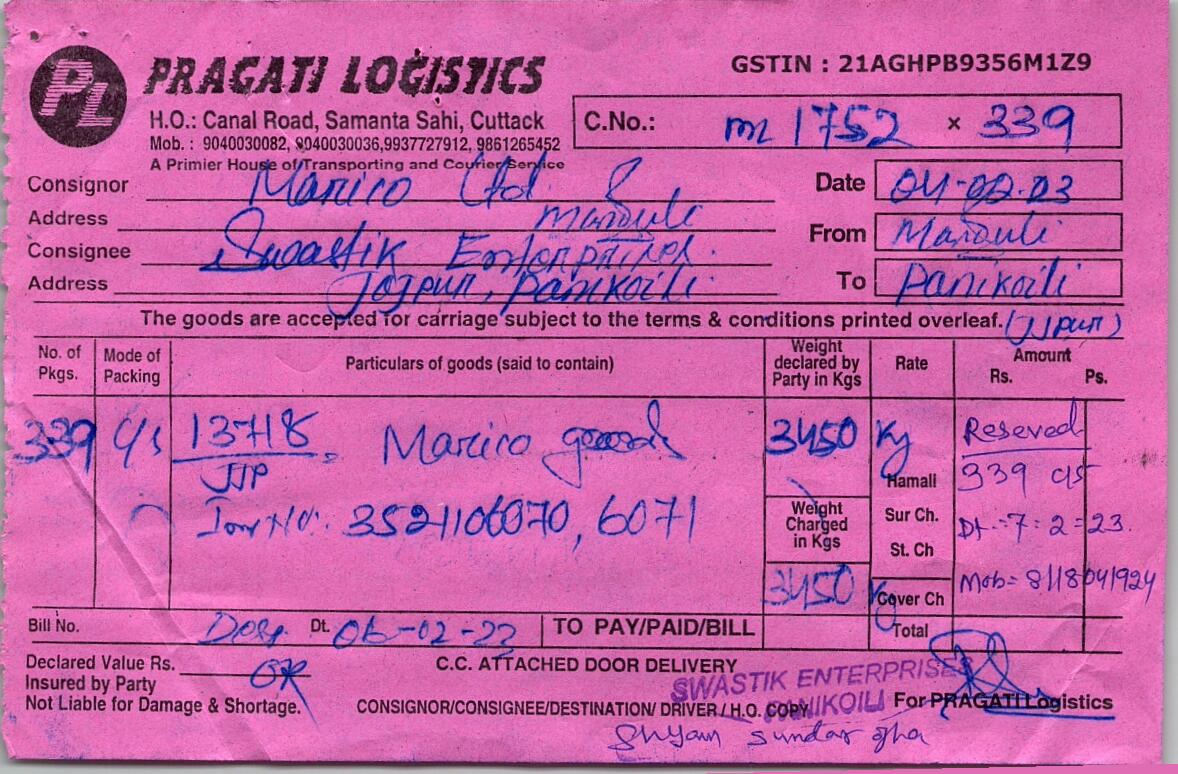 PL PRAGATI LOGISTICS
GSTIN : 21AGHPB9356M1Z9
H.O.: Canal Road, Samanta Sahi, Cuttack
Mob. : 9040030082, 9040030036,9937727912, 9861265452
A Primier House of Transporting and Courier Service
C.No.: m 1752 x 339
Consignor Marico Ltd.
Date 04-02-23
Address Manguli
From Manguli
Consignee Swastik Enterprises.
Address Jajpur, Panikoili
To Panikoili
The goods are accepted for carriage subject to the terms & conditions printed overleaf. (JJpur)
No. of Pkgs. Mode of Packing Particulars of goods (said to contain) Weight declared by Party in Kgs Rate Amount Rs. Ps.
339 C/s 13718 Marico goods 3450 Kg Reseved
JJP Hamali 339 c/s
Inv No. 3521106070, 6071 Weight Charged in Kgs Sur Ch. Dt-:7-2=23.
St. Ch
3450 Kg Cover Ch Mob= 8118041924
Bill No. Dt. 06-02-23 TO PAY/PAID/BILL Total
Declared Value Rs. OR
C.C. ATTACHED DOOR DELIVERY
Insured by Party
SWASTIK ENTERPRISES
PANIKOILI
Not Liable for Damage & Shortage.
CONSIGNOR/CONSIGNEE/DESTINATION/ DRIVER / H.O. COPY
For PRAGATI Logistics
Shyam sundar ojha